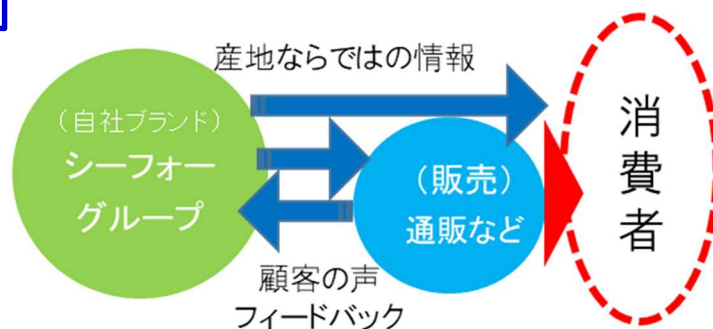 産地ならではの情報
（自社ブランド）
シーフォー
グループ
（販売）
通販など
消費者
顧客の声
フィードバック